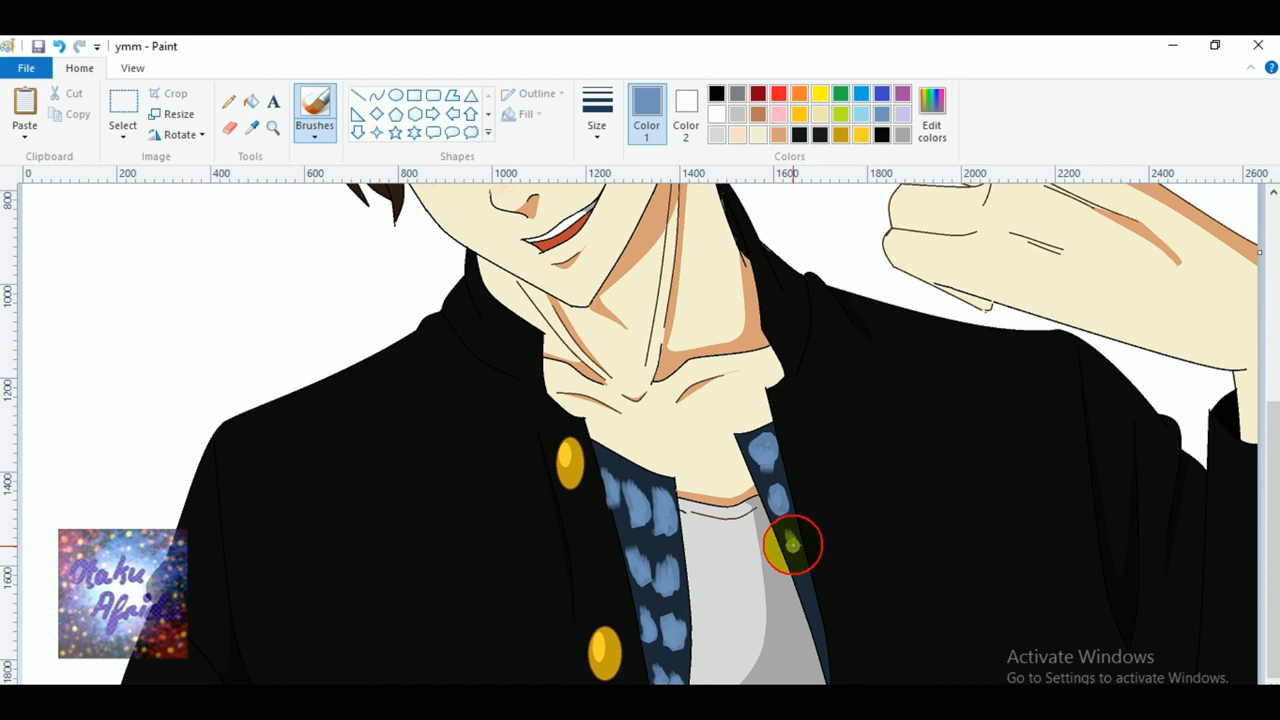 ymm - Paint
File Home View
Paste
Cut
Copy
Clipboard
Select
Crop
Resize
Rotate
Image
A
Tools
Brushes
Outline
Fill
Shapes
Size
Color 1
Color 2
Colors
Edit colors
0 200 400 600 800 1000 1200 1400 1600 1800 2000 2200 2400 2600
800
1000
1200
1400
1600
1800
Otaku
Activate Windows
Go to Settings to activate Windows.